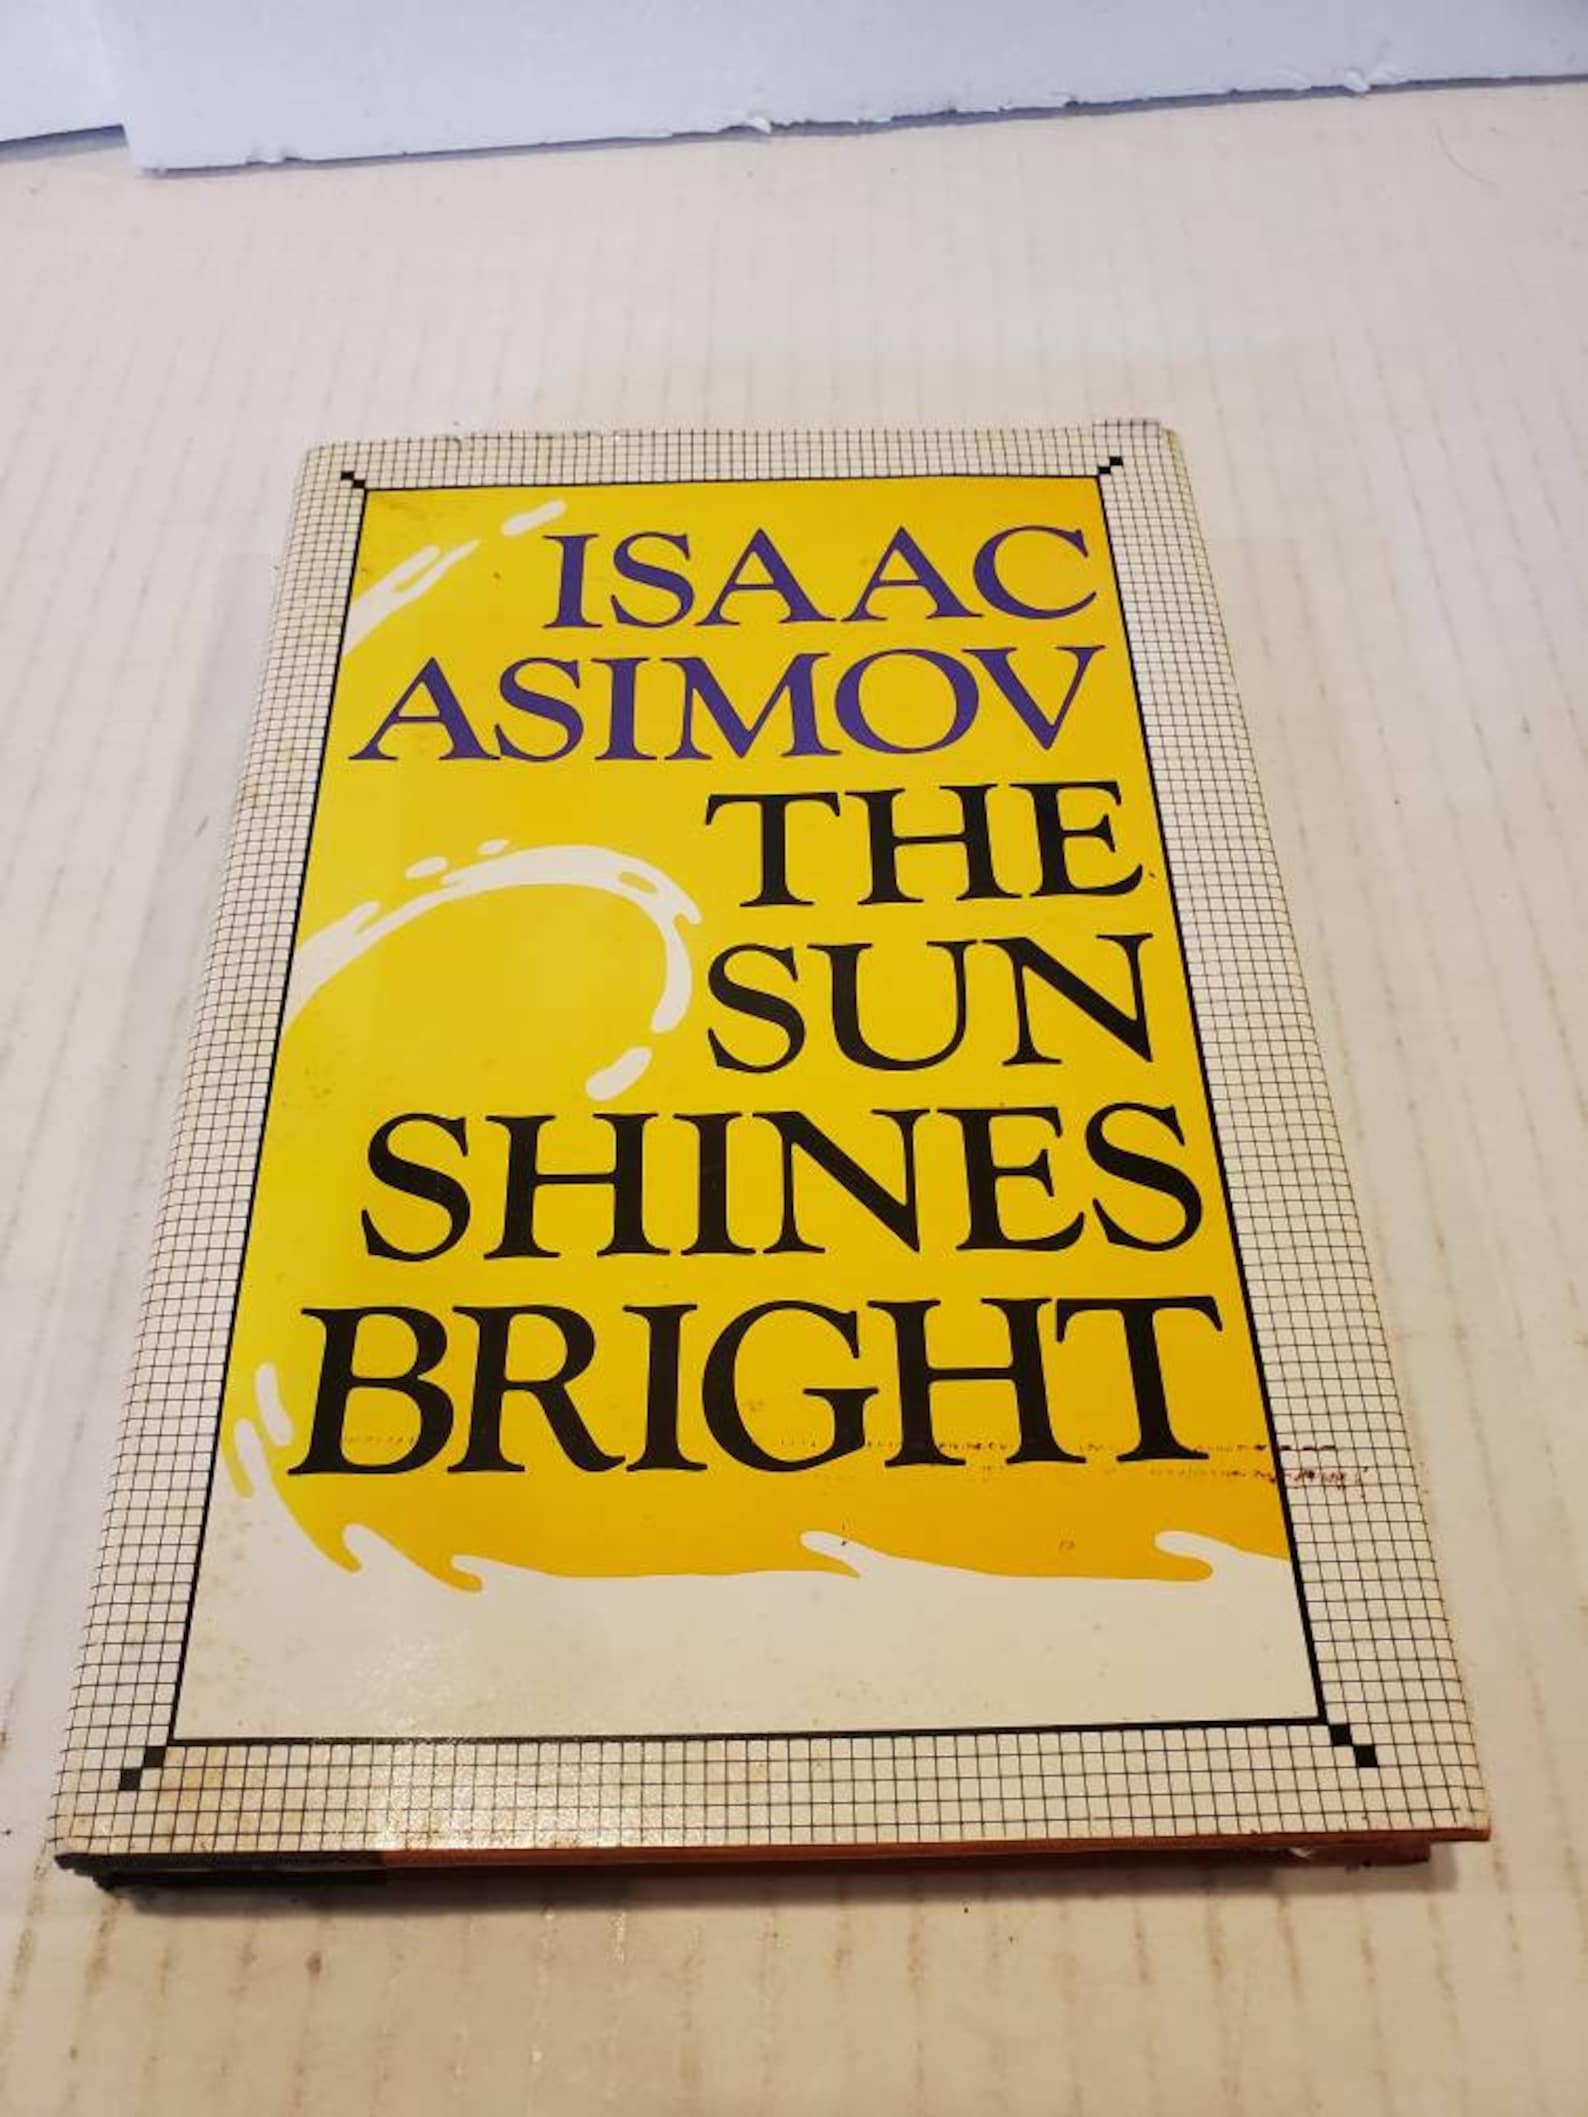 ISAAC
ASIMOV
THE
SUN
SHINES
BRIGHT